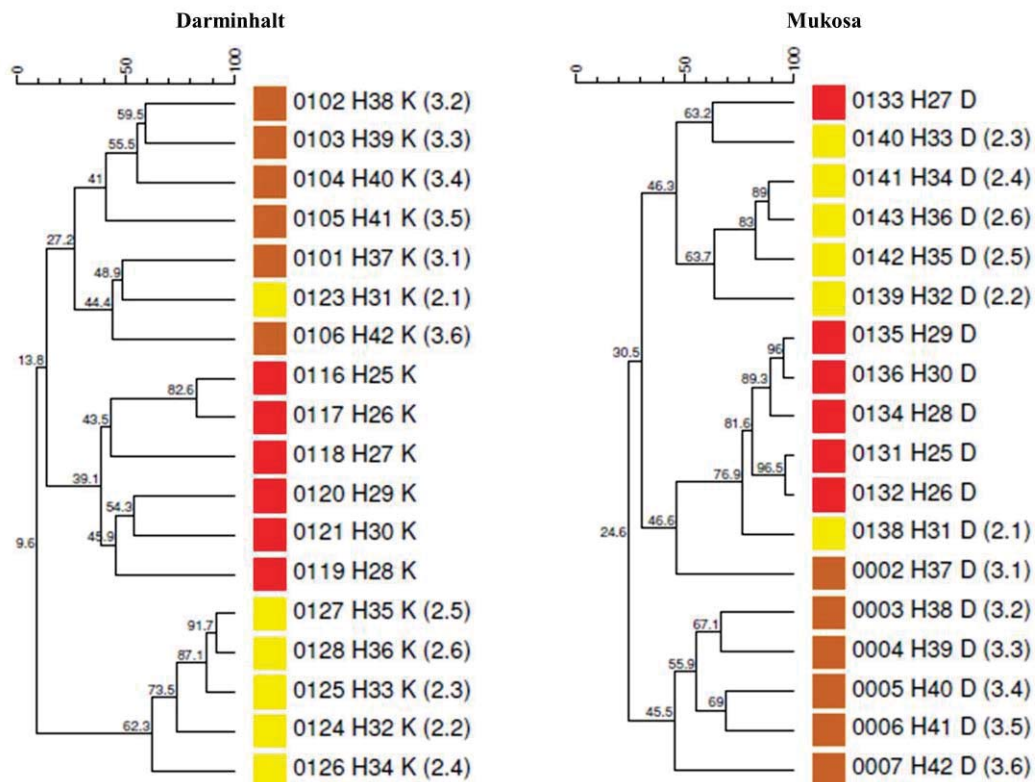 Darminhalt
0 50 100
0102 H38 K (3.2)
0103 H39 K (3.3)
0104 H40 K (3.4)
0105 H41 K (3.5)
0101 H37 K (3.1)
0123 H31 K (2.1)
0106 H42 K (3.6)
0116 H25 K
0117 H26 K
0118 H27 K
0120 H29 K
0121 H30 K
0119 H28 K
0127 H35 K (2.5)
0128 H36 K (2.6)
0125 H33 K (2.3)
0124 H32 K (2.2)
0126 H34 K (2.4)
59.5
55.5
41
27.2
48.9
44.4
13.8
82.6
43.5
39.1
54.3
45.9
9.6
91.7
87.1
73.5
62.3
Mukosa
0 50 100
0133 H27 D
0140 H33 D (2.3)
0141 H34 D (2.4)
0143 H36 D (2.6)
0142 H35 D (2.5)
0139 H32 D (2.2)
0135 H29 D
0136 H30 D
0134 H28 D
0131 H25 D
0132 H26 D
0138 H31 D (2.1)
0002 H37 D (3.1)
0003 H38 D (3.2)
0004 H39 D (3.3)
0005 H40 D (3.4)
0006 H41 D (3.5)
0007 H42 D (3.6)
63.2
46.3
89
83
63.7
30.5
96
89.3
81.6
96.5
76.9
46.6
24.6
67.1
55.9
69
45.5